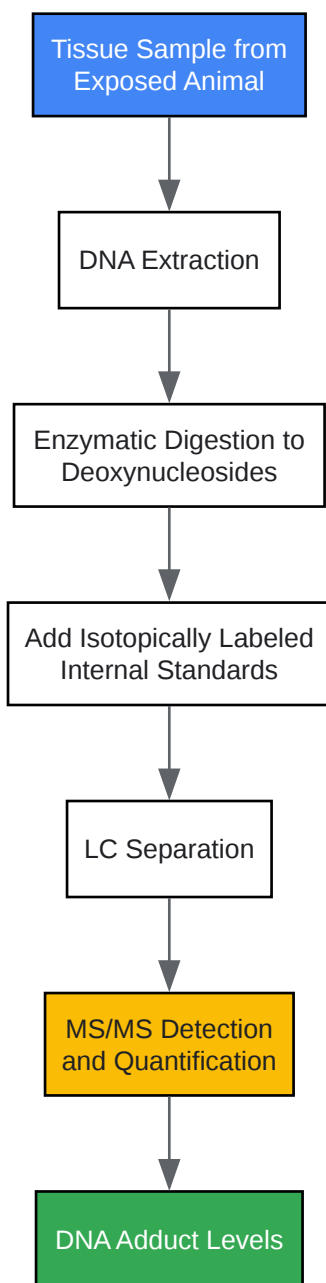 Tissue Sample from
Exposed Animal
DNA Extraction
Enzymatic Digestion to
Deoxynucleosides
Add Isotopically Labeled
Internal Standards
LC Separation
MS/MS Detection
and Quantification
DNA Adduct Levels